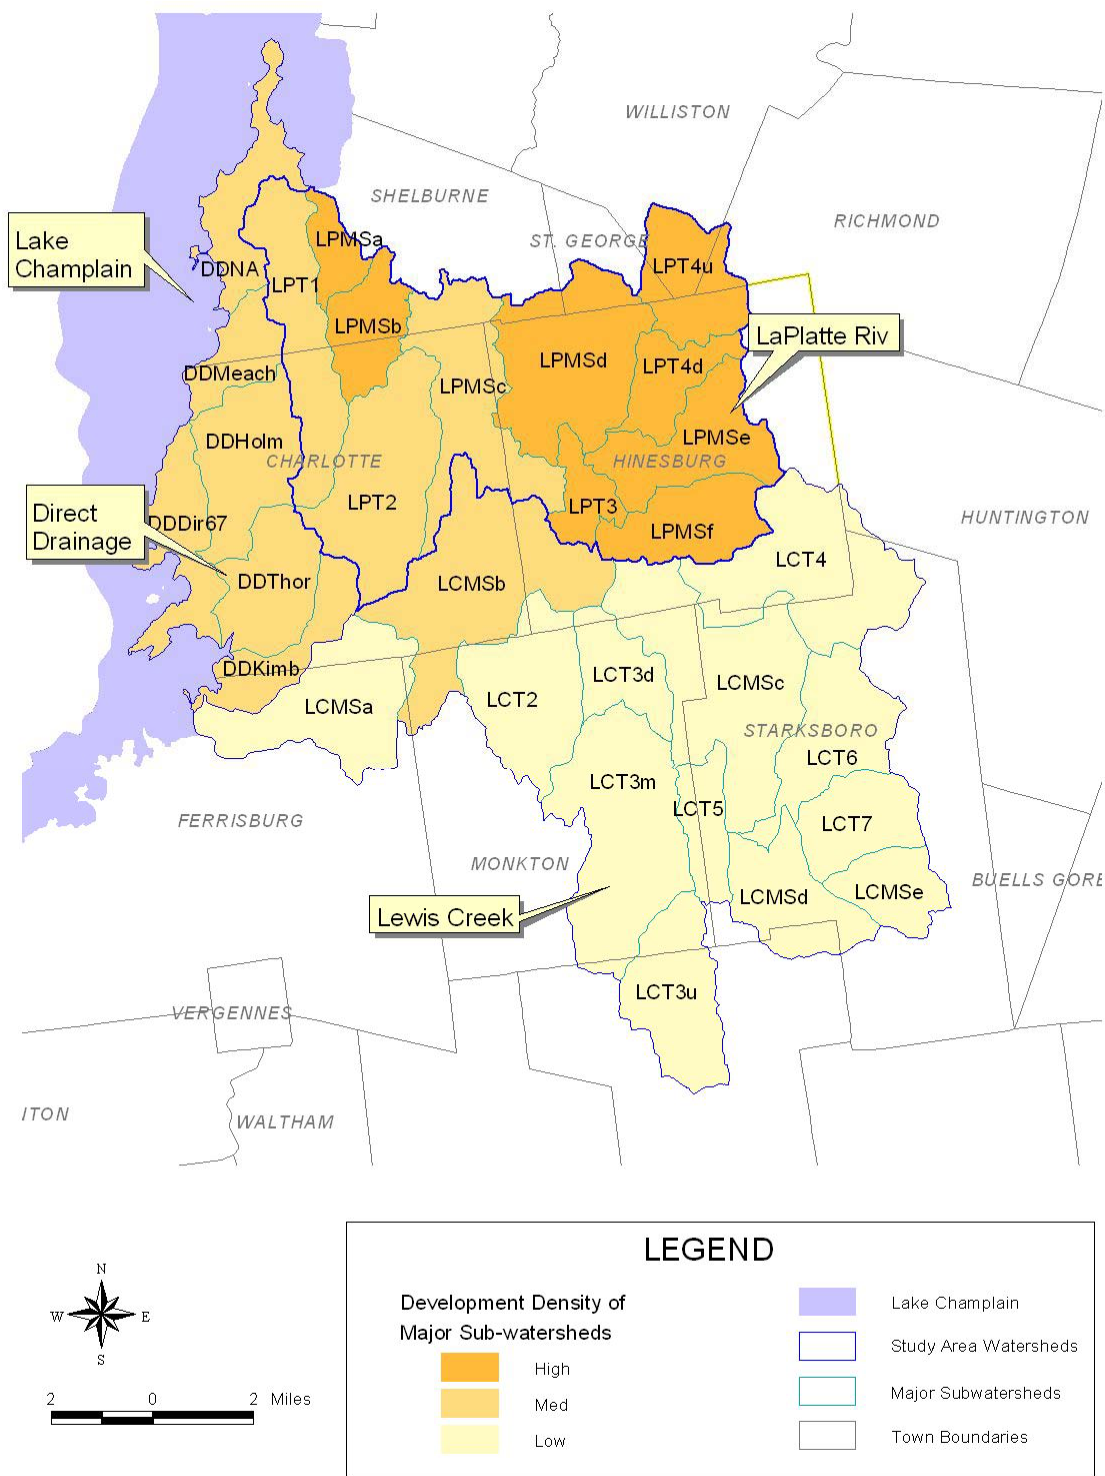 WILLISTON
SHELBURNE
RICHMOND
ST. GEORGE
LPMSa
Lake
Champlain
DDNA
LPT1
LPT4u
LPMSb
LaPlatte Riv
LPMSd
LPT4d
DDMeach
LPMSc
DDHolm
LPMSe
CHARLOTTE
HINESBURG
LPT2
LPT3
Direct
Drainage
DDDir67
LPMSf
HUNTINGTON
LCT4
DDThor
LCMSb
DDKimb
LCT3d
LCMSc
LCT2
LCMSa
STARKSBORO
LCT6
LCT3m
LCT5
FERRISBURG
LCT7
MONKTON
BUELLS GORE
LCMSe
LCMSd
Lewis Creek
LCT3u
VERGENNES
ITON
WALTHAM
N
W E
S
2 0 2 Miles
LEGEND
Development Density of
Major Sub-watersheds
High
Med
Low
Lake Champlain
Study Area Watersheds
Major Subwatersheds
Town Boundaries